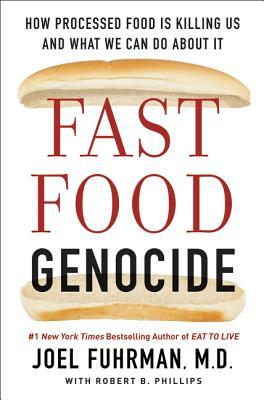 HOW PROCESSED FOOD IS KILLING US
AND WHAT WE CAN DO ABOUT IT
FAST
FOOD
GENOCIDE
#1 New York Times Bestselling Author of EAT TO LIVE
JOEL FUHRMAN, M.D.
WITH ROBERT B. PHILLIPS